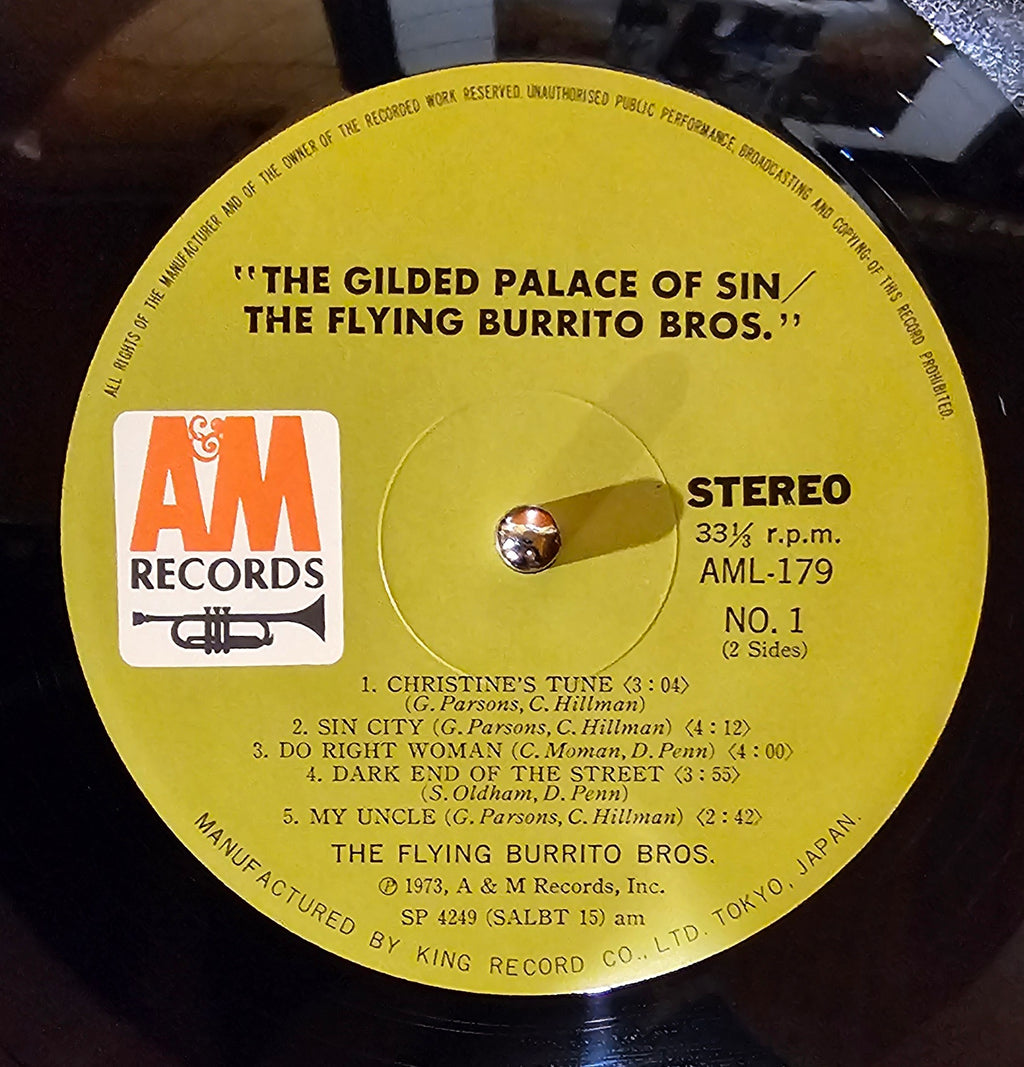 ALL RIGHTS OF THE MANUFACTURER AND OF THE OWNER OF THE RECORDED WORK RESERVED. UNAUTHORISED PUBLIC PERFORMANCE, BROADCASTING AND COPYING OF THIS RECORD PROHIBITED.
"THE GILDED PALACE OF SIN/
THE FLYING BURRITO BROS."
A&M
RECORDS
STEREO
33⅓ r.p.m.
AML-179
NO. 1
(2 Sides)
1. CHRISTINE'S TUNE 〈3:04〉
(G. Parsons, C. Hillman)
2. SIN CITY (G. Parsons, C. Hillman) 〈4:12〉
3. DO RIGHT WOMAN (C. Moman, D. Penn) 〈4:00〉
4. DARK END OF THE STREET 〈3:55〉
(S. Oldham, D. Penn)
5. MY UNCLE (G. Parsons, C. Hillman) 〈2:42〉
THE FLYING BURRITO BROS.
℗ 1973, A & M Records, Inc.
SP 4249 (SALBT 15) am
MANUFACTURED BY KING RECORD CO., LTD. TOKYO, JAPAN.